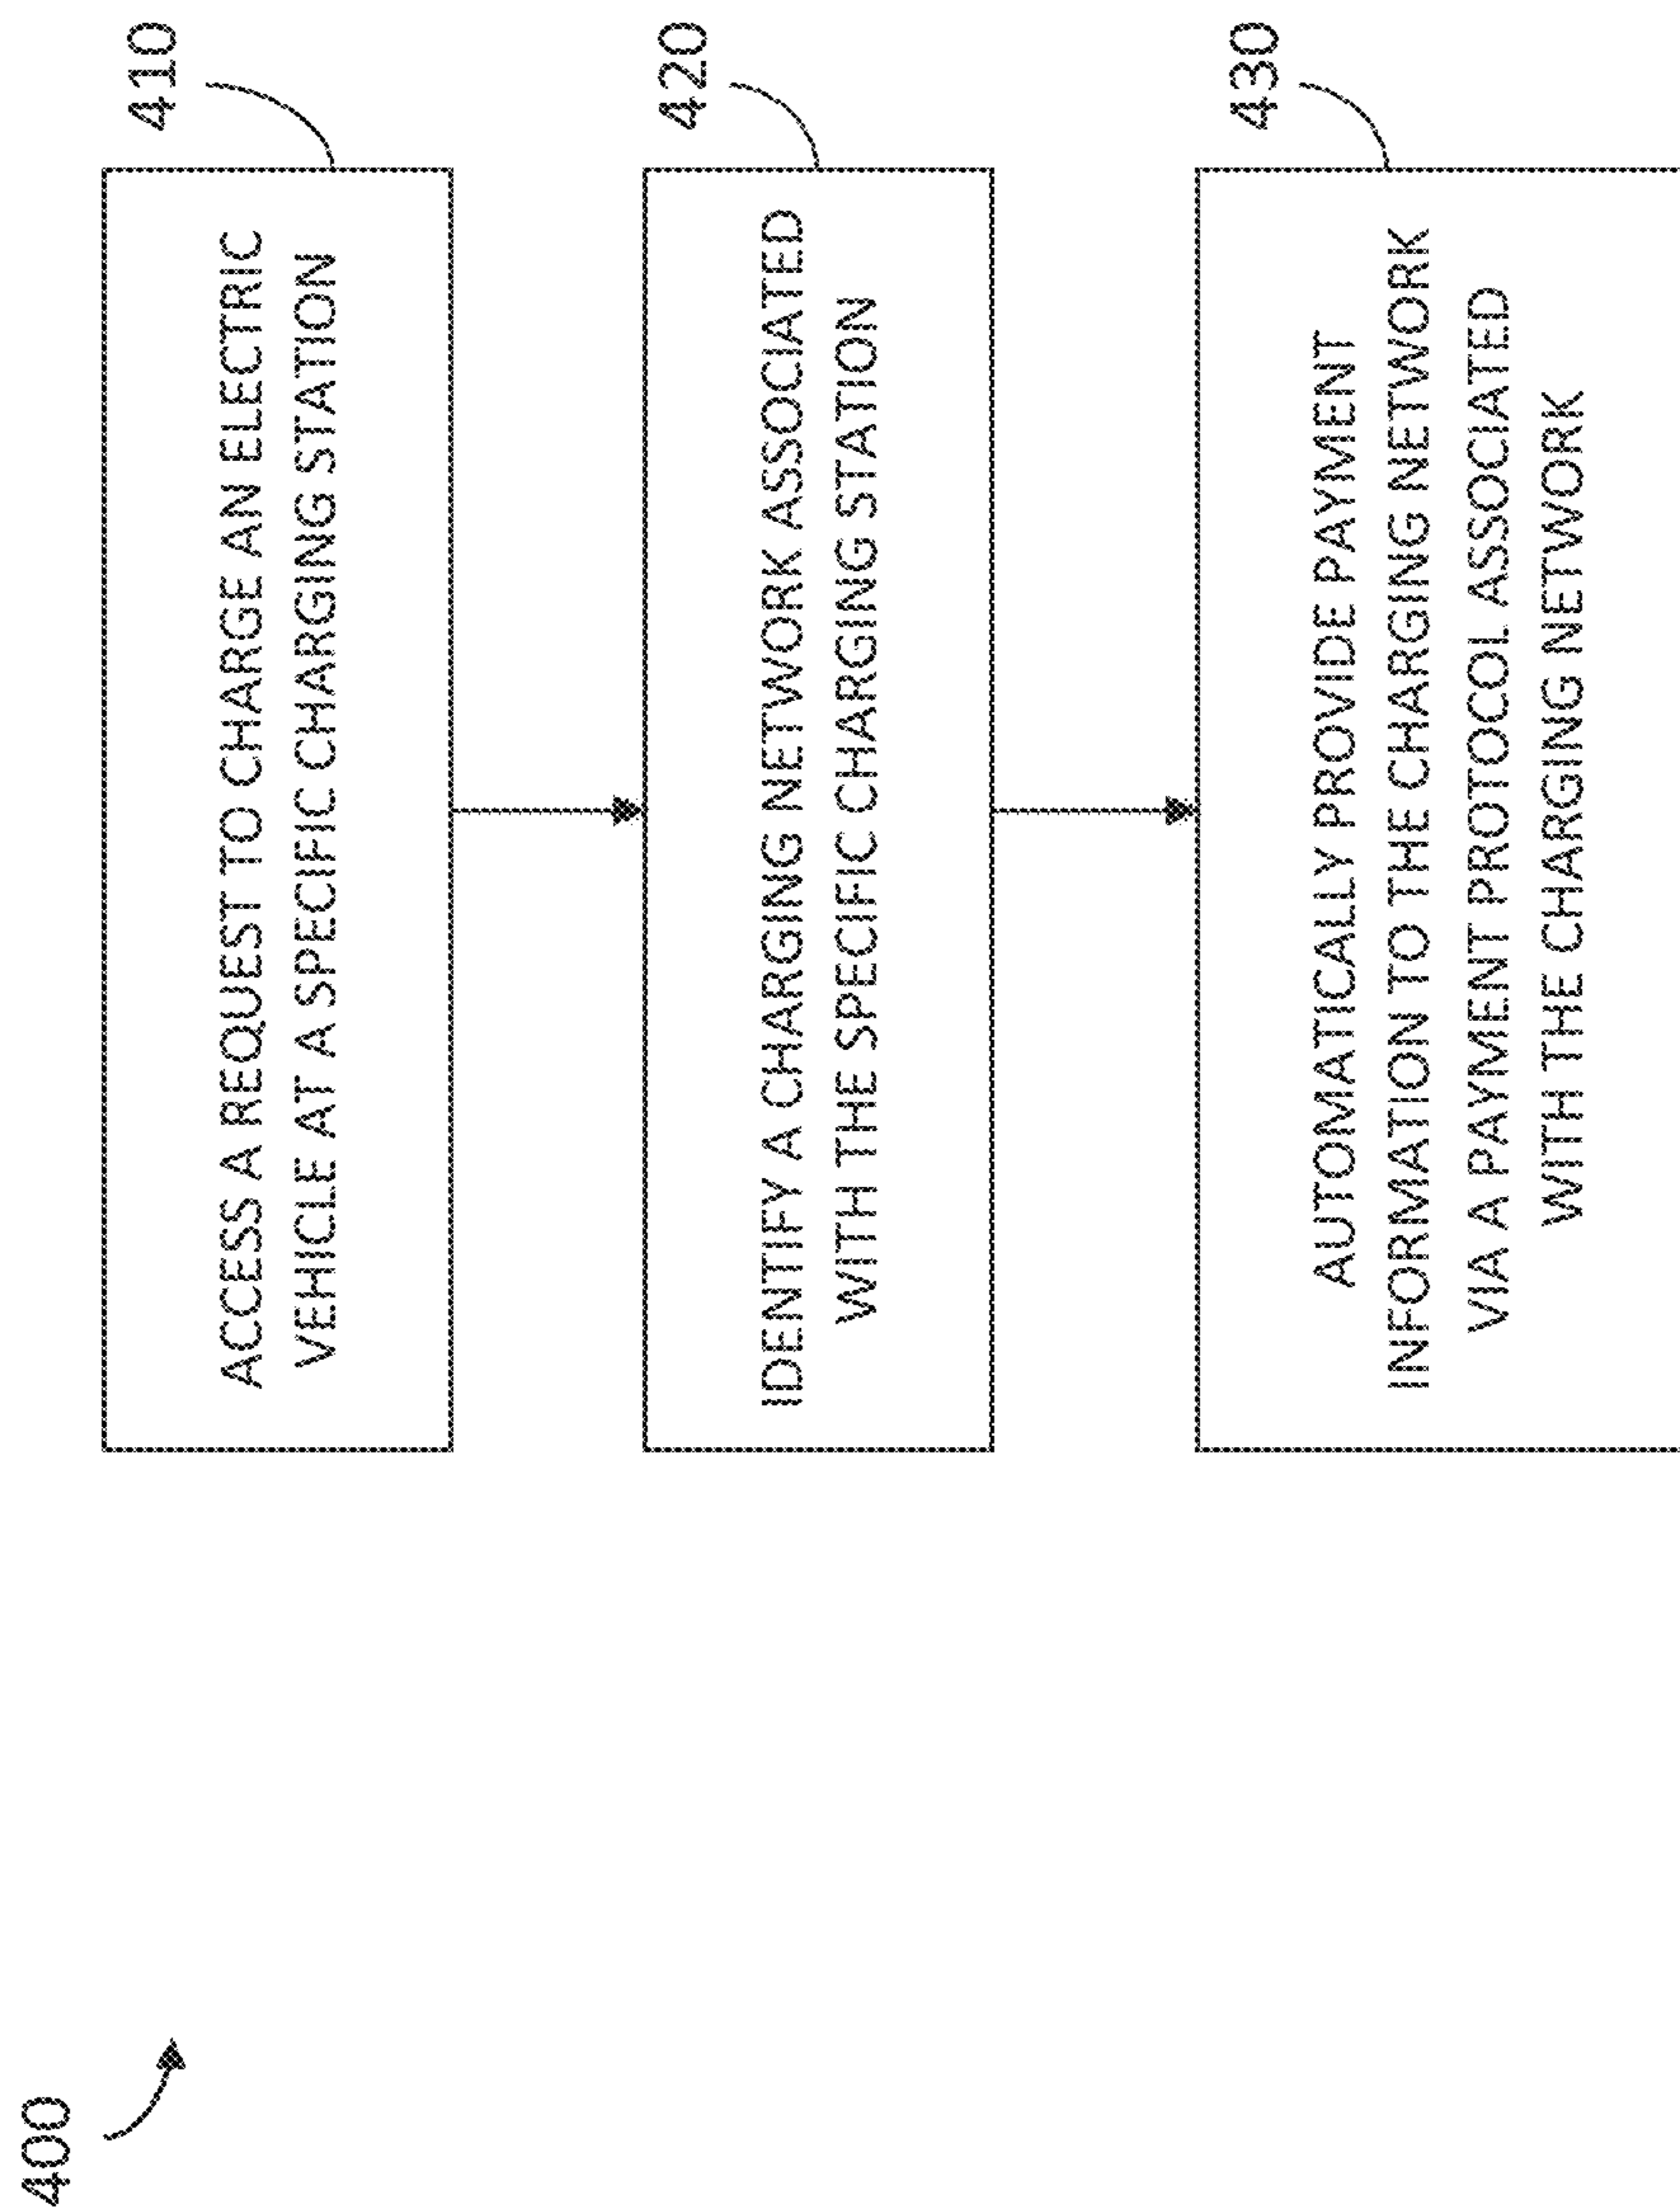 400
410
ACCESS A REQUEST TO CHARGE AN ELECTRIC
VEHICLE AT A SPECIFIC CHARGING STATION
420
IDENTIFY A CHARGING NETWORK ASSOCIATED
WITH THE SPECIFIC CHARGING STATION
430
AUTOMATICALLY PROVIDE PAYMENT
INFORMATION TO THE CHARGING NETWORK
VIA A PAYMENT PROTOCOL ASSOCIATED
WITH THE CHARGING NETWORK